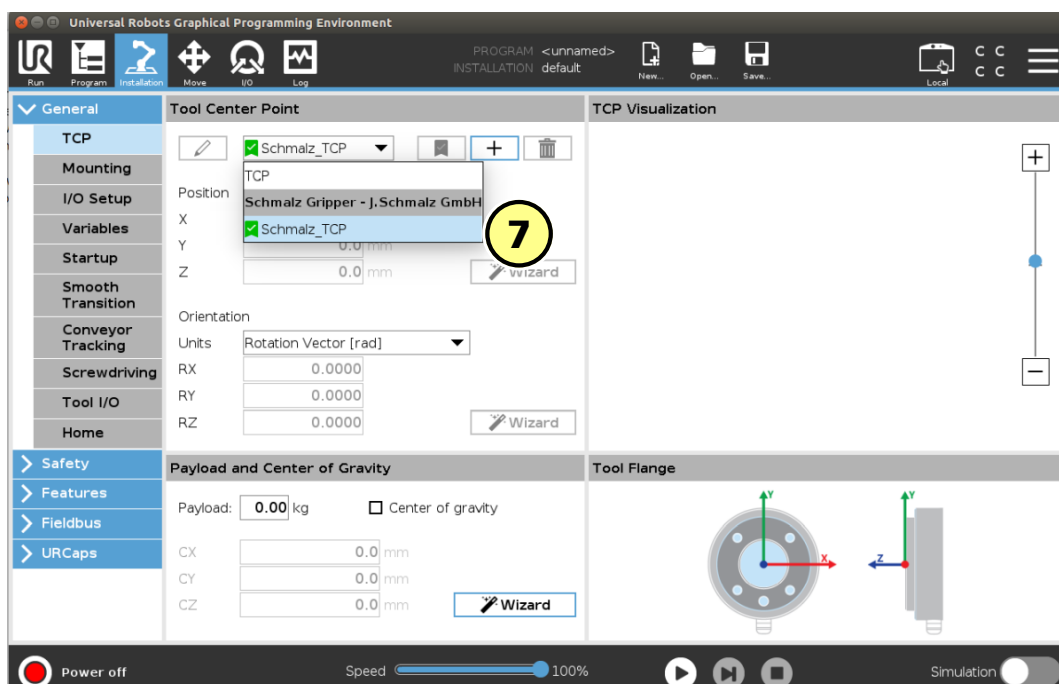 Universal Robots Graphical Programming Environment
PROGRAM <unnamed>
INSTALLATION default
Run Program Installation Move I/O Log New... Open... Save... Local
C C
C C
General
TCP
Mounting
I/O Setup
Variables
Startup
Smooth
Transition
Conveyor
Tracking
Screwdriving
Tool I/O
Home
Safety
Features
Fieldbus
URCaps
Tool Center Point
Schmalz_TCP
TCP
Schmalz Gripper - J.Schmalz GmbH
Schmalz_TCP
7
Position
X
Y 0.0 mm
Z 0.0 mm Wizard
Orientation
Units Rotation Vector [rad]
RX 0.0000
RY 0.0000
RZ 0.0000 Wizard
TCP Visualization
Payload and Center of Gravity
Payload: 0.00 kg Center of gravity
CX 0.0 mm
CY 0.0 mm
CZ 0.0 mm Wizard
Tool Flange
Y Y
X Z
Power off Speed 100% Simulation